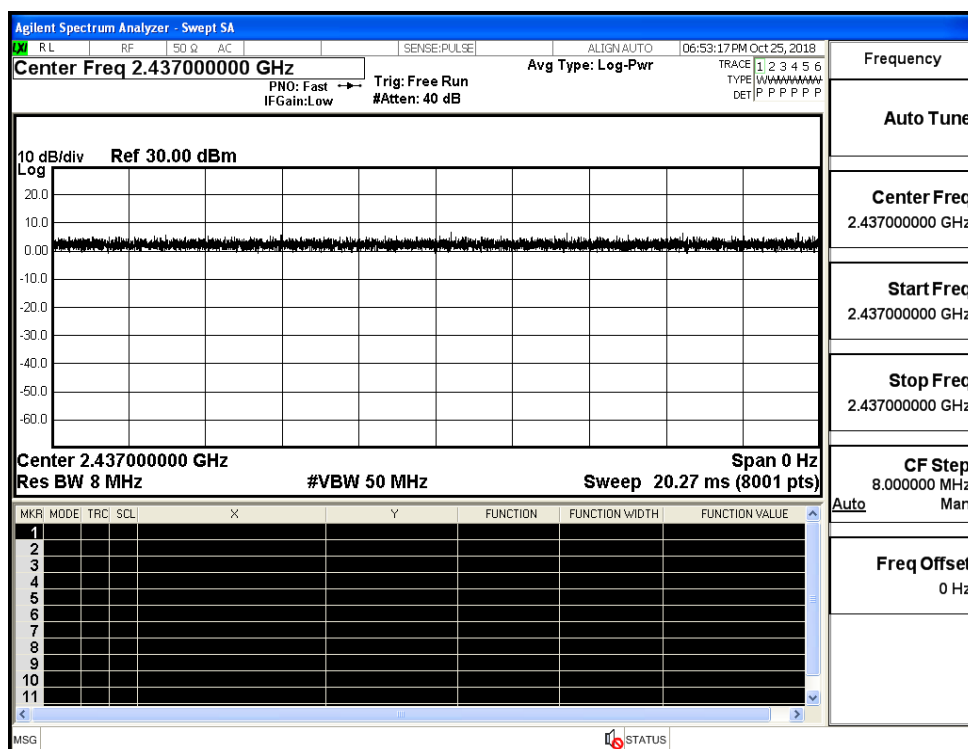 Agilent Spectrum Analyzer - Swept SA
LXI RL RF 50 Ω AC SENSE:PULSE ALIGN AUTO 06:53:17 PM Oct 25, 2018
Center Freq 2.437000000 GHz
PNO: Fast
IFGain:Low
Trig: Free Run
#Atten: 40 dB
Avg Type: Log-Pwr
TRACE 1 2 3 4 5 6
TYPE WWWWWW
DET P P P P P P
10 dB/div Ref 30.00 dBm
Log
20.0
10.0
0.00
-10.0
-20.0
-30.0
-40.0
-50.0
-60.0
Center 2.437000000 GHz Span 0 Hz
Res BW 8 MHz #VBW 50 MHz Sweep 20.27 ms (8001 pts)
MKR MODE TRC SCL X Y FUNCTION FUNCTION WIDTH FUNCTION VALUE
1
2
3
4
5
6
7
8
9
10
11
MSG STATUS
Frequency
Auto Tune
Center Freq
2.437000000 GHz
Start Freq
2.437000000 GHz
Stop Freq
2.437000000 GHz
CF Step
8.000000 MHz
Auto Man
Freq Offset
0 Hz